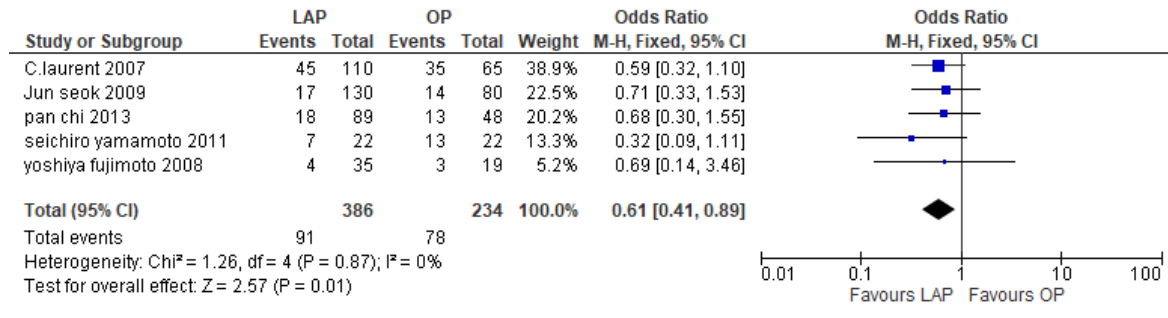 LAP OP Odds Ratio Odds Ratio
Study or Subgroup Events Total Events Total Weight M-H, Fixed, 95% CI M-H, Fixed, 95% CI
C.laurent 2007 45 110 35 65 38.9% 0.59 [0.32, 1.10]
Jun seok 2009 17 130 14 80 22.5% 0.71 [0.33, 1.53]
pan chi 2013 18 89 13 48 20.2% 0.68 [0.30, 1.55]
seichiro yamamoto 2011 7 22 13 22 13.3% 0.32 [0.09, 1.11]
yoshiya fujimoto 2008 4 35 3 19 5.2% 0.69 [0.14, 3.46]
Total (95% CI) 386 234 100.0% 0.61 [0.41, 0.89]
Total events 91 78
Heterogeneity: Chi² = 1.26, df = 4 (P = 0.87); I² = 0%
Test for overall effect: Z = 2.57 (P = 0.01)
0.01 0.1 1 10 100
Favours LAP Favours OP